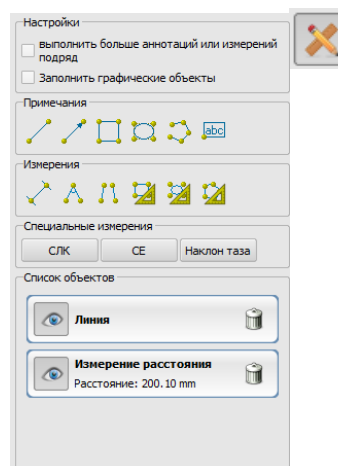 Настройки
выполнить больше аннотаций или измерений
подряд
Заполнить графические объекты
Примечания
abc
Измерения
Специальные измерения
СЛК СЕ Наклон таза
Список объектов
Линия
Измерение расстояния
Расстояние: 200.10 mm